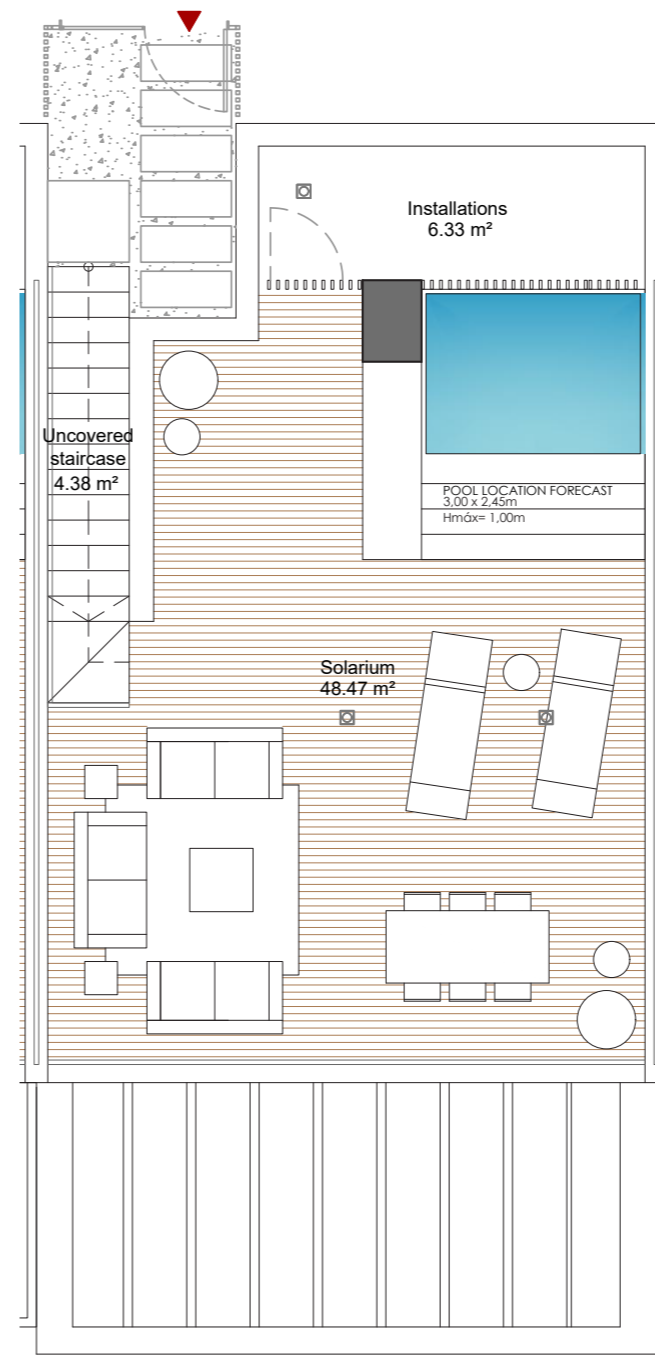 Installations
6.33 m²
Uncovered
staircase
4.38 m²
POOL LOCATION FORECAST
3,00 x 2,45m
Hmáx= 1,00m
Solarium
48.47 m²